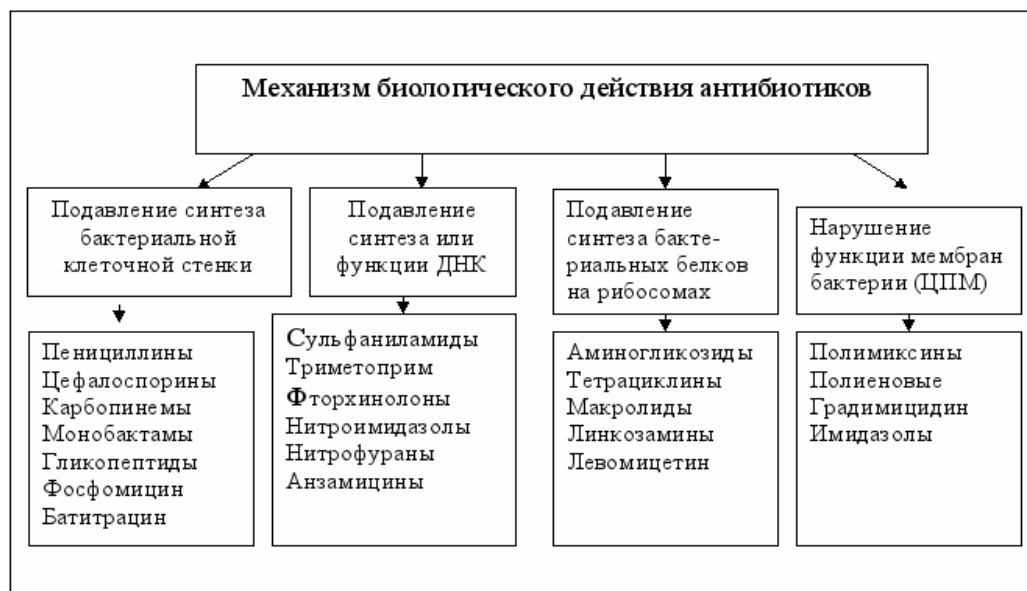 Механизм биологического действия антибиотиков
Подавление синтеза
бактериальной
клеточной стенки
Подавление
синтеза или
функции ДНК
Подавление
синтеза бакте-
риальных белков
на рибосомах
Нарушение
функции мембран
бактерии (ЦПМ)
Пенициллины
Цефалоспорины
Карбопинемы
Монобактамы
Гликопептиды
Фосфомицин
Батитрацин
Сульфаниламиды
Триметоприм
Фторхинолоны
Нитроимидазолы
Нитрофураны
Анзамицины
Аминогликозиды
Тетрациклины
Макролиды
Линкозамины
Левомицетин
Полимиксины
Полиеновые
Градимицидин
Имидазолы